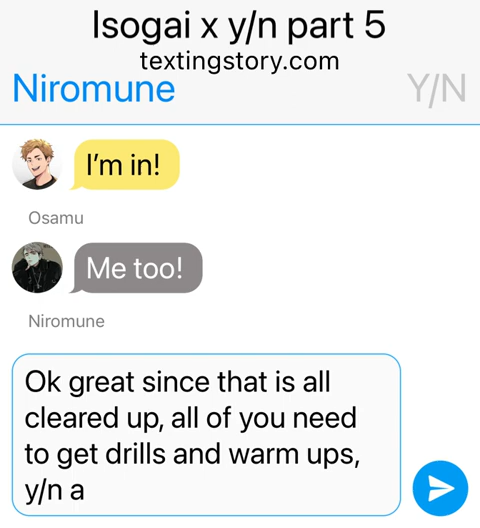 Isogai x y/n part 5
textingstory.com
Niromune
Y/N
I'm in!
Osamu
Me too!
Niromune
Ok great since that is all
cleared up, all of you need
to get drills and warm ups,
y/n a